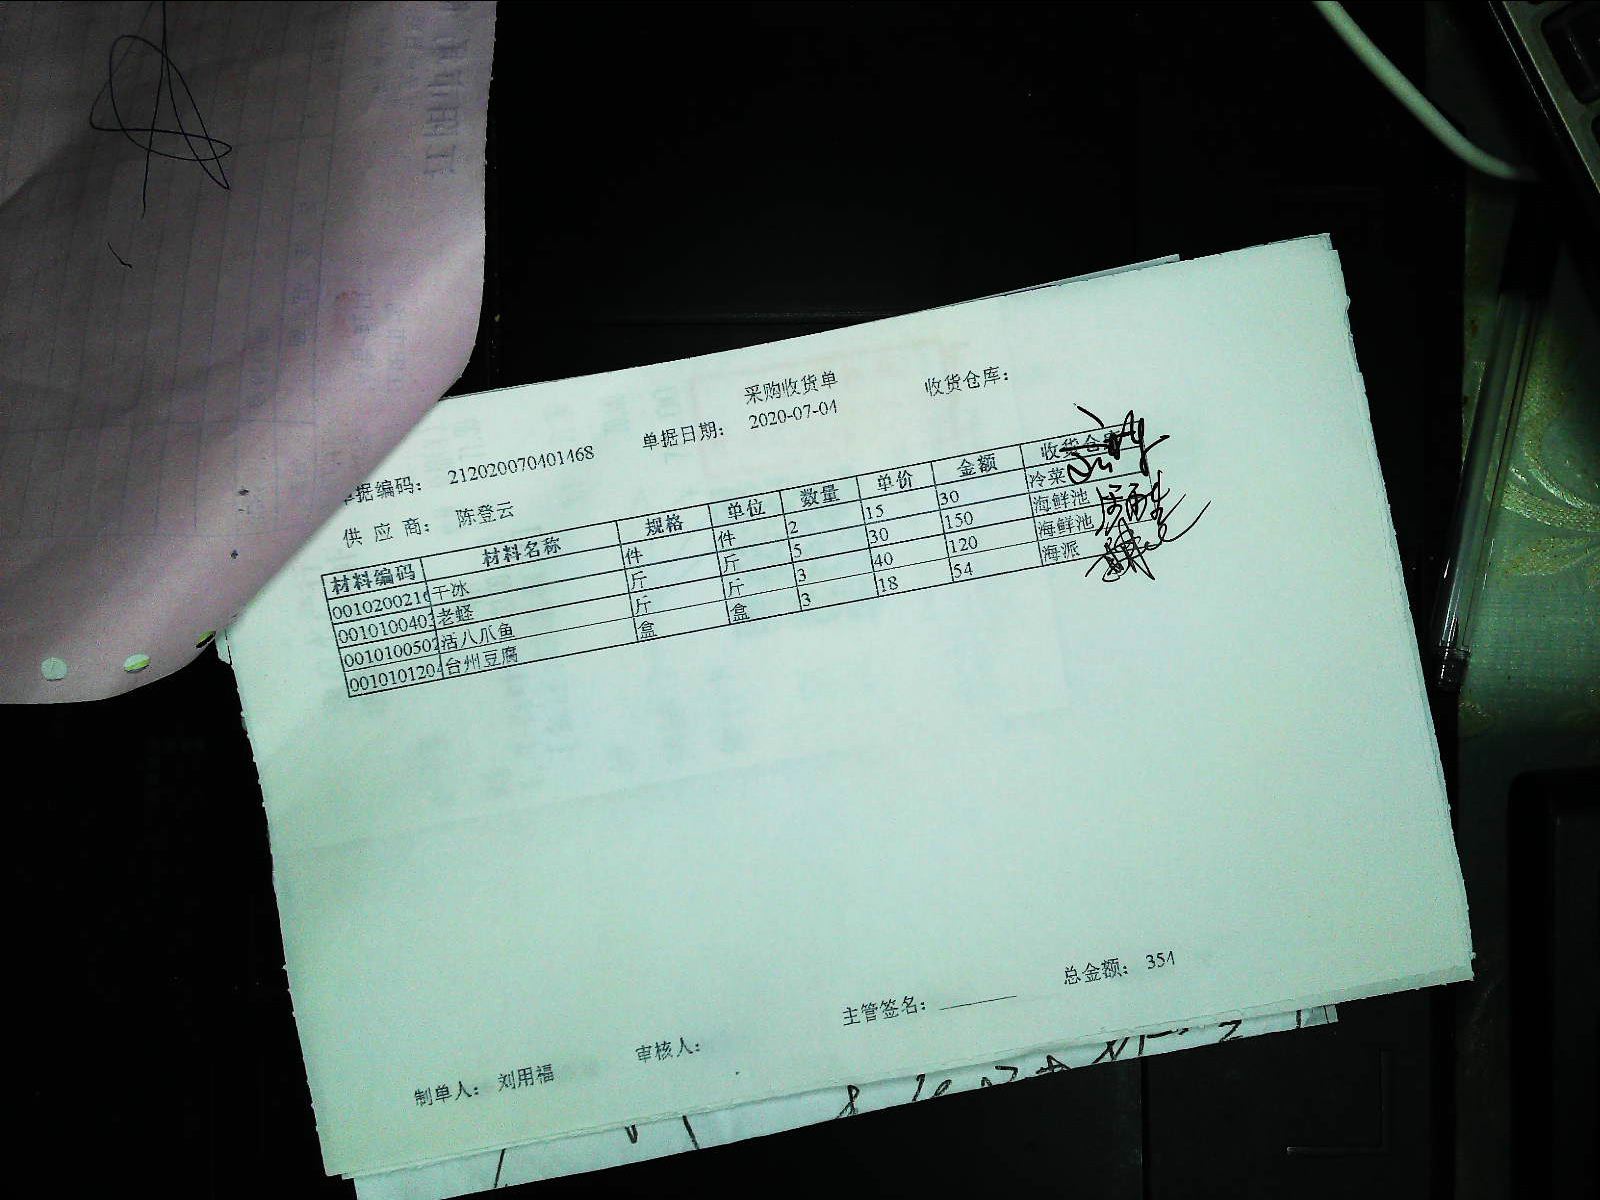 采购收货单
单据编码： 212020070401468 单据日期： 2020-07-04 收货仓库：
供 应 商： 陈登云
材料编码 材料名称 规格 单位 数量 单价 金额 收货仓库
0010200216 干冰 件 件 2 15 30 冷菜
001010040 老蛏 斤 斤 5 30 150 海鲜池
001010050 活八爪鱼 斤 斤 3 40 120 海鲜池
001010120 台州豆腐 盒 盒 3 18 54 海派
总金额： 354
制单人： 刘用福 审核人： 主管签名：